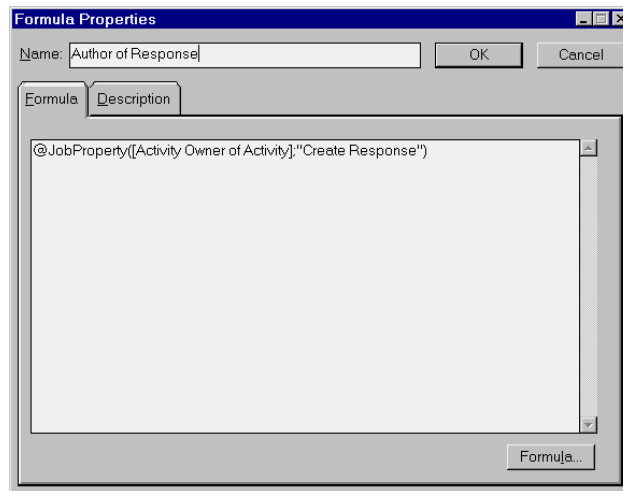 Formula Properties
Name: Author of Response
OK
Cancel
Formula
Description
@JobProperty([Activity Owner of Activity];"Create Response")
Formula...